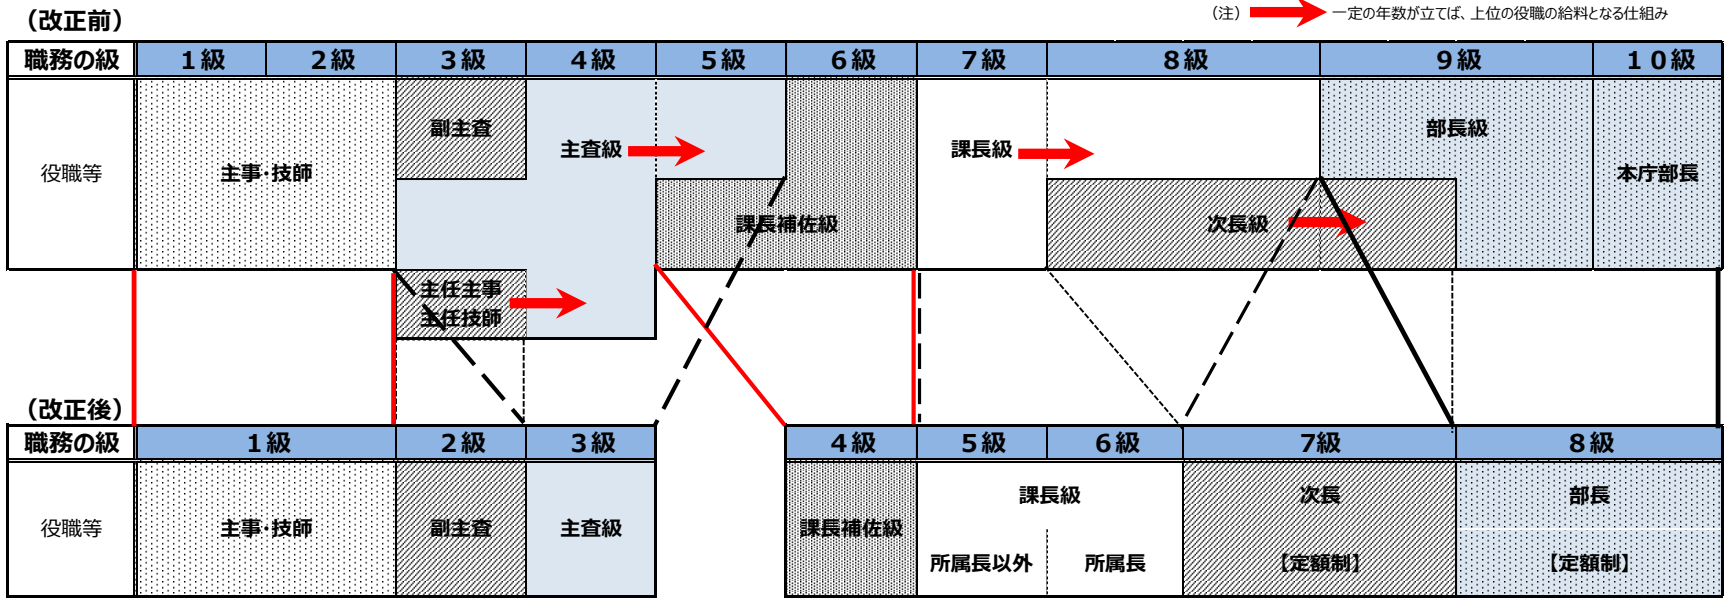 （改正前）
（注） 一定の年数が立てば、上位の役職の給料となる仕組み
職務の級 １級 ２級 ３級 ４級 ５級 ６級 ７級 ８級 ９級 １０級
副主査 部長級
主査級 課長級
役職等 主事・技師 本庁部長
課長補佐級 次長級
主任主事
主任技師
（改正後）
職務の級 １級 ２級 ３級 ４級 ５級 ６級 7級 ８級
課長級 次長 部長
役職等 主事・技師 副主査 主査級 課長補佐級
所属長以外 所属長 【定額制】 【定額制】